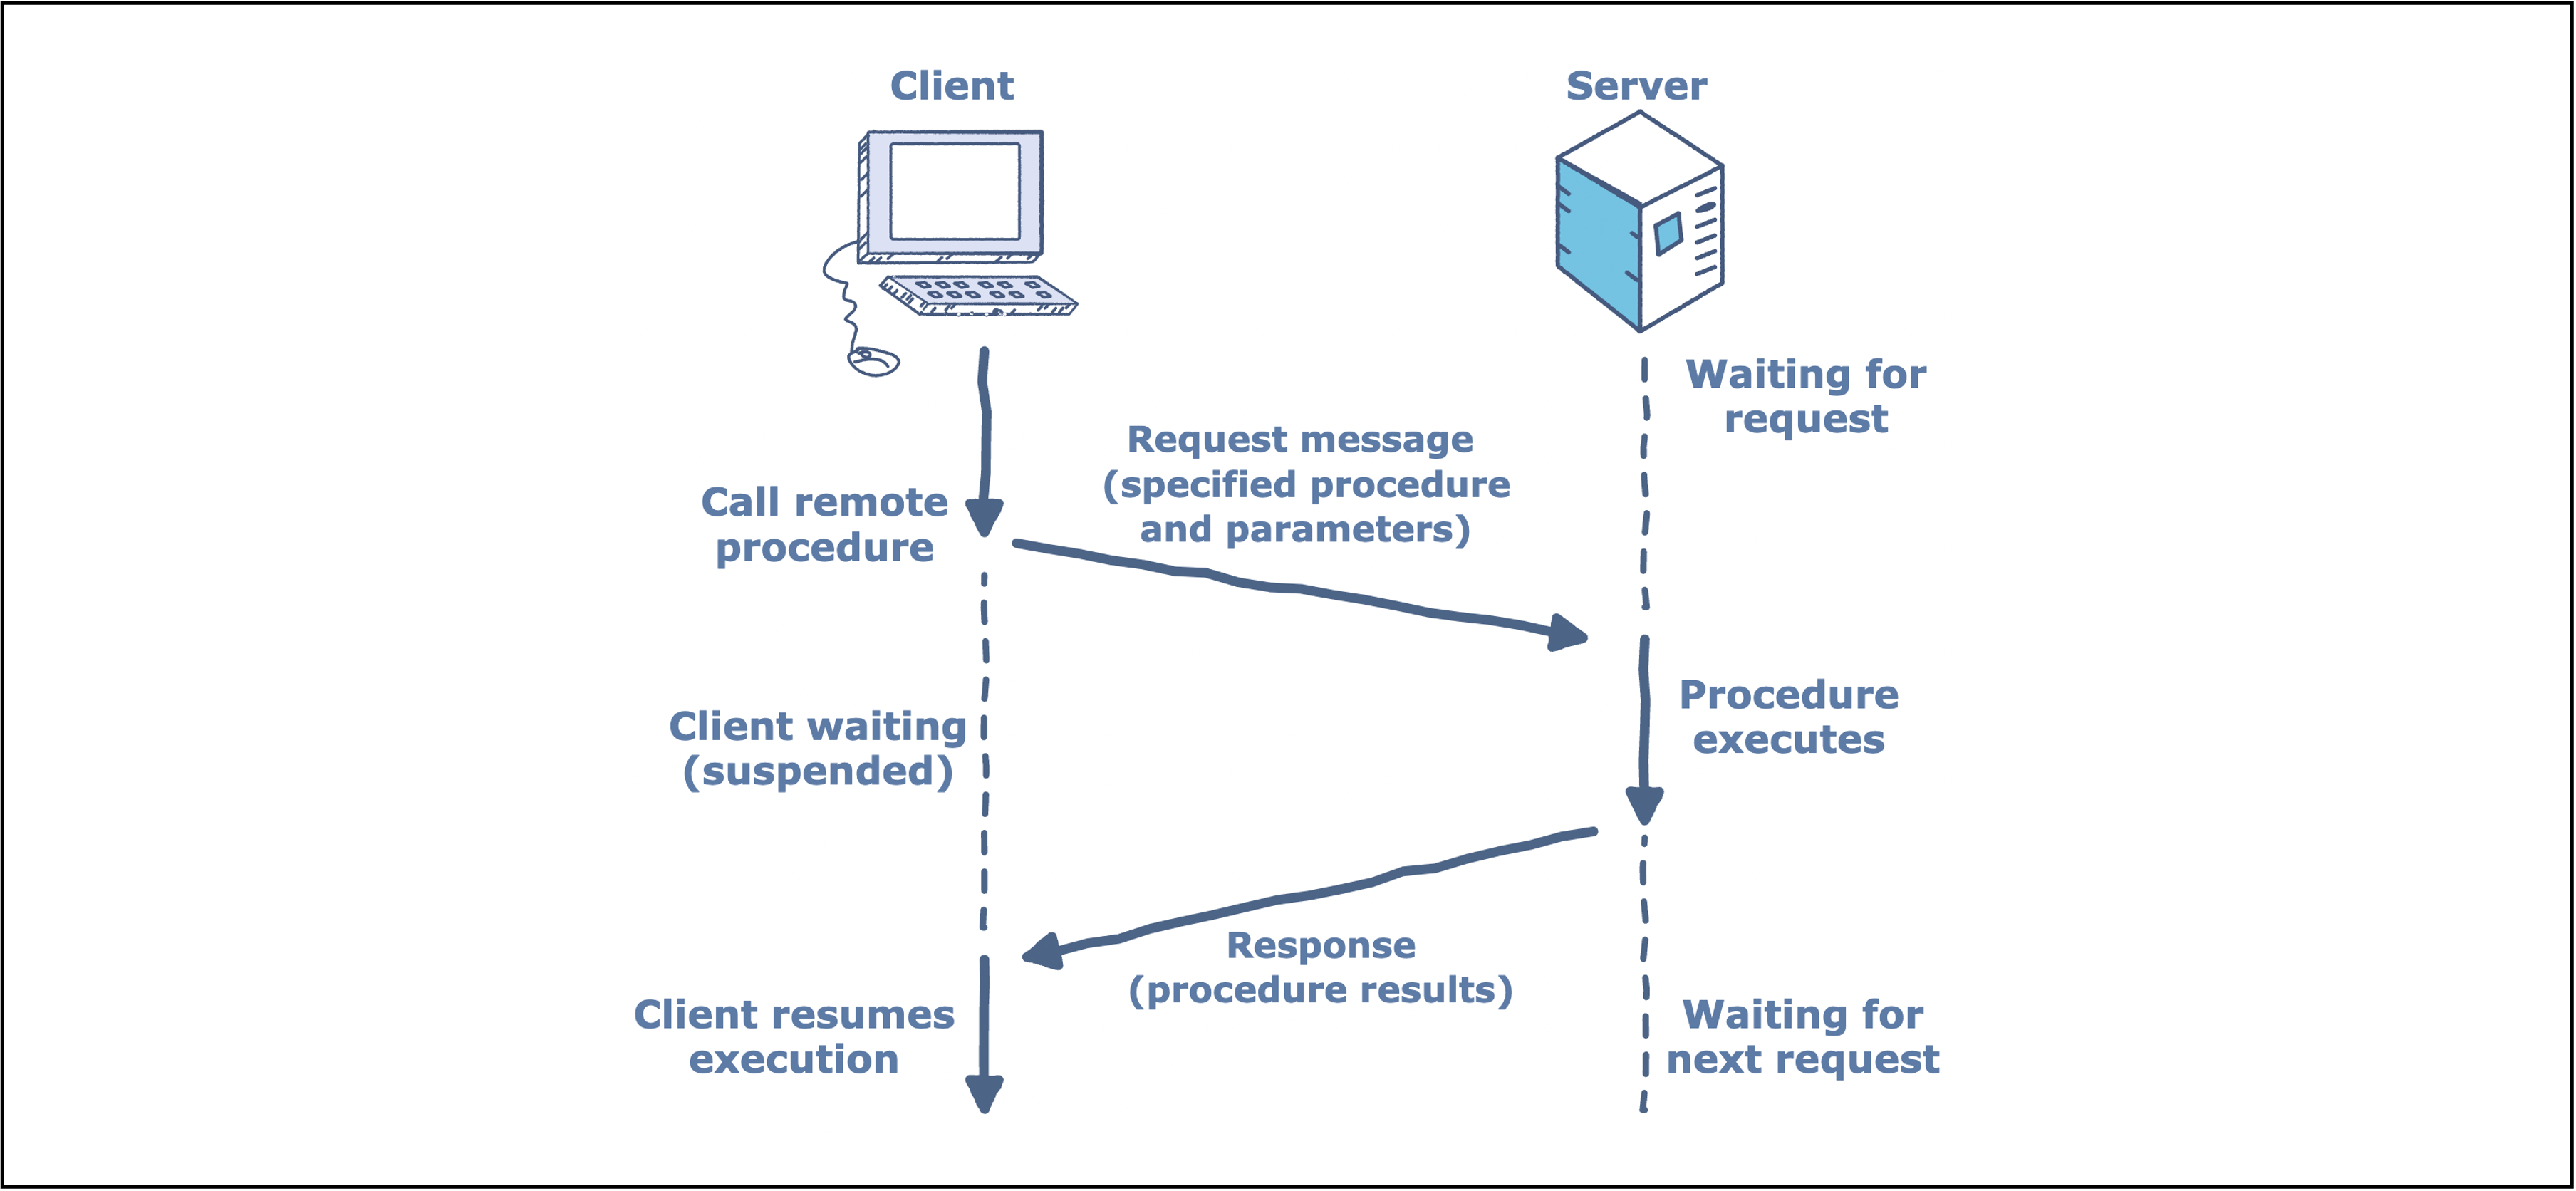 Client
Server
Waiting for
request
Request message
(specified procedure
and parameters)
Call remote
procedure
Procedure
executes
Client waiting
(suspended)
Response
(procedure results)
Client resumes
execution
Waiting for
next request